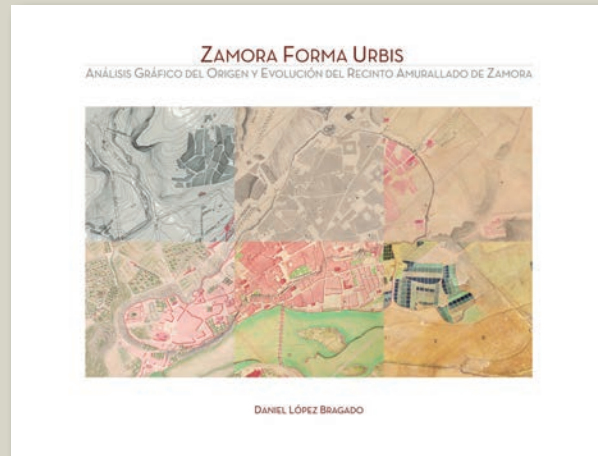 ZAMORA FORMA URBIS
ANÁLISIS GRÁFICO DEL ORIGEN Y EVOLUCIÓN DEL RECINTO AMURALLADO DE ZAMORA
DANIEL LÓPEZ BRAGADO